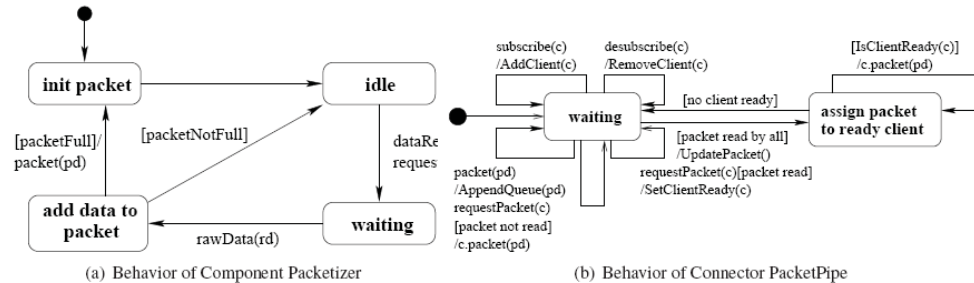 init packet
idle
[packetFull]/
packet(pd)
[packetNotFull]
add data to
packet
rawData(rd)
waiting
(a) Behavior of Component Packetizer
subscribe(c)
/AddClient(c)
desubscribe(c)
/RemoveClient(c)
[IsClientReady(c)]
/c.packet(pd)
waiting
[no client ready]
assign packet
to ready client
[packet read by all]
/UpdatePacket()
packet(pd)
/AppendQueue(pd)
requestPacket(c)
[packet not read]
/c.packet(pd)
requestPacket(c)[packet read]
/SetClientReady(c)
(b) Behavior of Connector PacketPipe